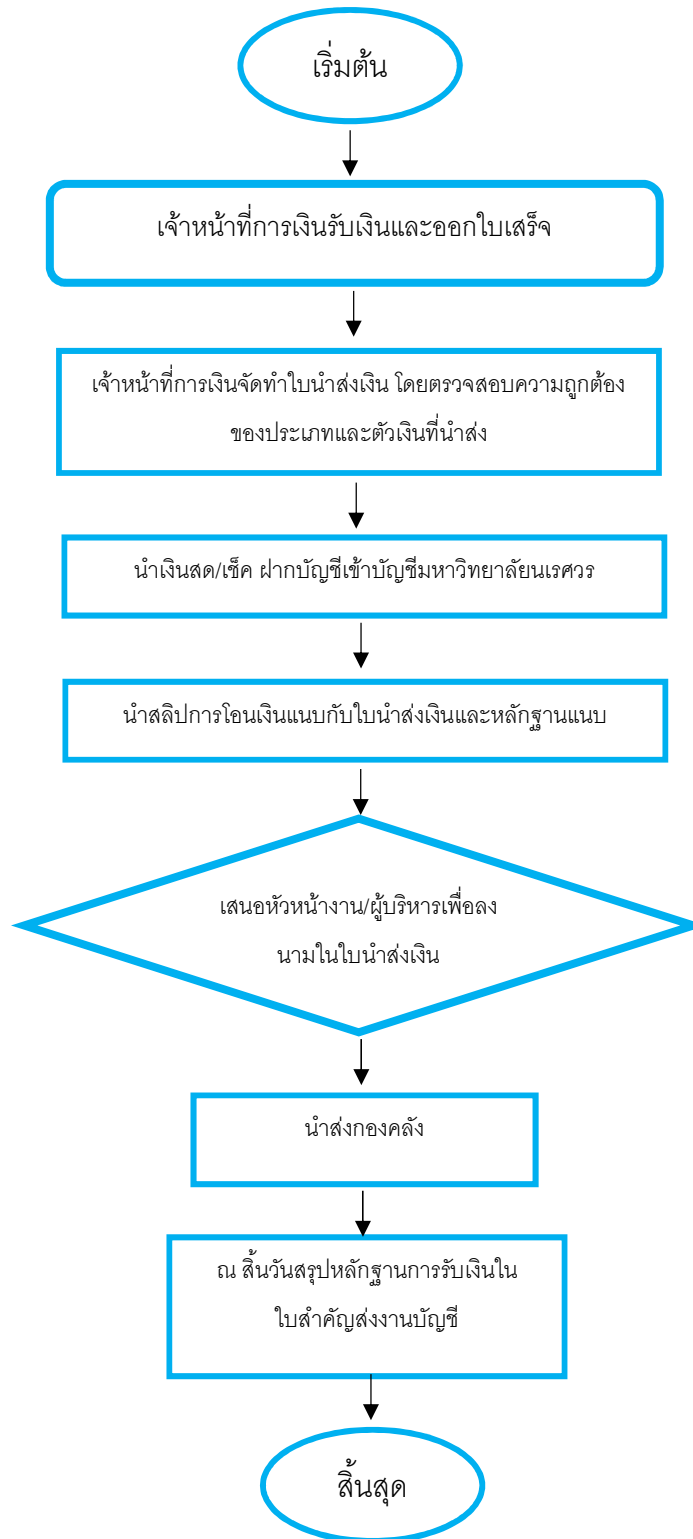 เริ่มต้น
เจ้าหน้าที่การเงินรับเงินและออกใบเสร็จ
เจ้าหน้าที่การเงินจัดทำใบนำส่งเงิน โดยตรวจสอบความถูกต้อง
ของประเภทและตัวเงินที่นำส่ง
นำเงินสด/เช็ค ฝากบัญชีเข้าบัญชีมหาวิทยาลัยนเรศวร
นำสลิปการโอนเงินแนบกับใบนำส่งเงินและหลักฐานแนบ
เสนอหัวหน้างาน/ผู้บริหารเพื่อลง
นามในใบนำส่งเงิน
นำส่งกองคลัง
ณ สิ้นวันสรุปหลักฐานการรับเงินใน
ใบสำคัญส่งงานบัญชี
สิ้นสุด